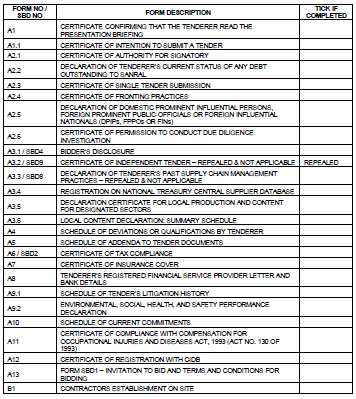 FORM NO /
SBD NO
FORM DESCRIPTION
TICK IF
COMPLETED
A1
CERTIFICATE CONFIRMING THAT THE TENDERER READ THE
PRESENTATION BRIEFING
A1.1
CERTIFICATE OF INTENTION TO SUBMIT A TENDER
A2.1
CERTIFICATE OF AUTHORITY FOR SIGNATORY
A2.2
DECLARATION OF TENDERER'S CURRENT STATUS OF ANY DEBT
OUTSTANDING TO SANRAL
A2.3
CERTIFICATE OF SINGLE TENDER SUBMISSION
A2.4
CERTIFICATE OF FRONTING PRACTICES
A2.5
DECLARATION OF DOMESTIC PROMINENT INFLUENTIAL PERSONS,
FOREIGN PROMINENT PUBLIC OFFICIALS OR FOREIGN INFLUENTIAL
NATIONALS (DPIPs, FPPOs OR FINs)
A2.6
CERTIFICATE OF PERMISSION TO CONDUCT DUE DILIGENCE
INVESTIGATION
A3.1 / SBD4
BIDDER'S DISCLOSURE
A3.2 / SBD9
CERTIFICATE OF INDEPENDENT TENDER – REPEALED & NOT APPLICABLE
REPEALED
A3.3 / SBD8
DECLARATION OF TENDERER'S PAST SUPPLY CHAIN MANAGEMENT
PRACTICES – REPEALED & NOT APPLICABLE
A3.4
REGISTRATION ON NATIONAL TREASURY CENTRAL SUPPLIER DATABASE
A3.5
DECLARATION CERTIFICATE FOR LOCAL PRODUCTION AND CONTENT
FOR DESIGNATED SECTORS
A3.6
LOCAL CONTENT DECLARATION: SUMMARY SCHEDULE
A4
SCHEDULE OF DEVIATIONS OR QUALIFICATIONS BY TENDERER
A5
SCHEDULE OF ADDENDA TO TENDER DOCUMENTS
A6 / SBD2
CERTIFICATE OF TAX COMPLIANCE
A7
CERTIFICATE OF INSURANCE COVER
A8
TENDERER'S REGISTERED FINANCIAL SERVICE PROVIDER LETTER AND
BANK DETAILS
A9.1
SCHEDULE OF TENDER'S LITIGATION HISTORY
A9.2
ENVIRONMENTAL, SOCIAL, HEALTH, AND SAFETY PERFORMANCE
DECLARATION
A10
SCHEDULE OF CURRENT COMMITMENTS
A11
CERTIFICATE OF COMPLIANCE WITH COMPENSATION FOR
OCCUPATIONAL INJURIES AND DISEASES ACT, 1993 (ACT NO. 130 OF
1993)
A12
CERTIFICATE OF REGISTRATION WITH CIDB
A13
FORM SBD1 – INVITATION TO BID AND TERMS AND CONDITIONS FOR
BIDDING
B1
CONTRACTORS ESTABLISHMENT ON SITE